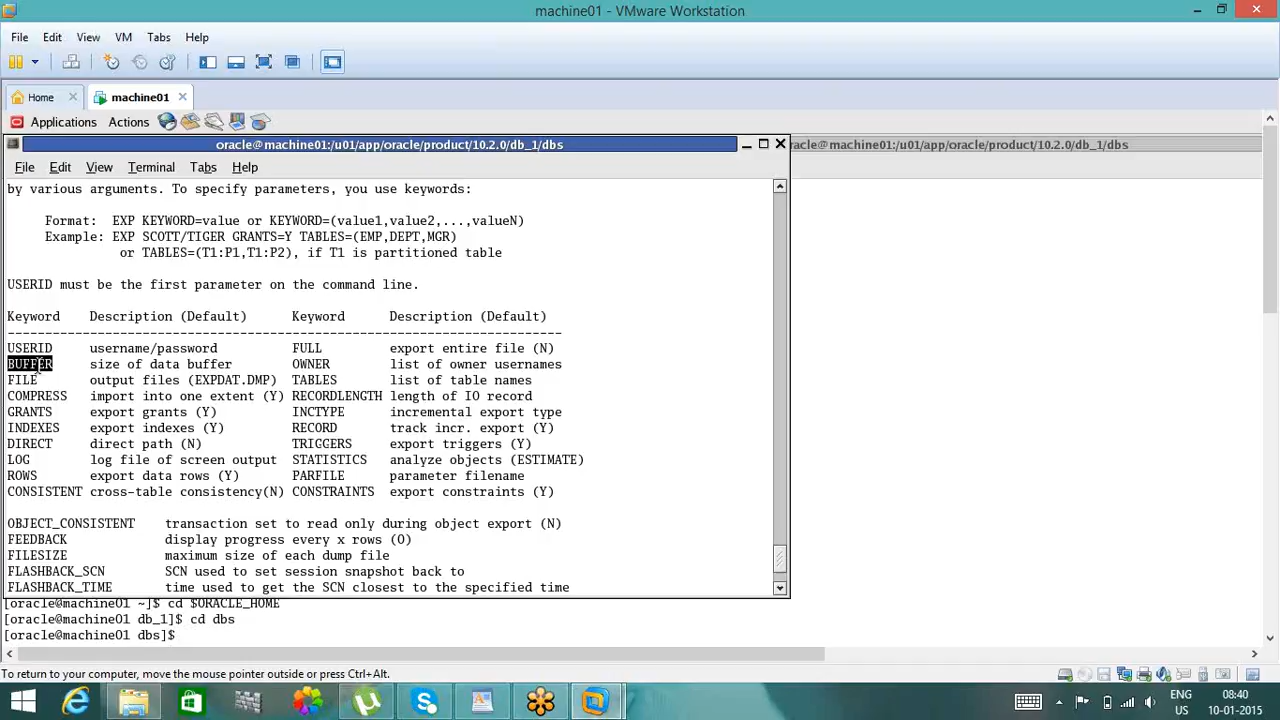 machine01 - VMware Workstation
File Edit View VM Tabs Help
Home machine01
Applications Actions
oracle@machine01:/u01/app/oracle/product/10.2.0/db_1/dbs
racle@machine01:/u01/app/oracle/product/10.2.0/db_1/dbs
File Edit View Terminal Tabs Help
by various arguments. To specify parameters, you use keywords:
Format: EXP KEYWORD=value or KEYWORD=(value1,value2,...,valueN)
Example: EXP SCOTT/TIGER GRANTS=Y TABLES=(EMP,DEPT,MGR)
or TABLES=(T1:P1,T1:P2), if T1 is partitioned table
USERID must be the first parameter on the command line.
Keyword Description (Default) Keyword Description (Default)
--------------------------------------------------------------------------
USERID username/password FULL export entire file (N)
BUFFER size of data buffer OWNER list of owner usernames
FILE output files (EXPDAT.DMP) TABLES list of table names
COMPRESS import into one extent (Y) RECORDLENGTH length of IO record
GRANTS export grants (Y) INCTYPE incremental export type
INDEXES export indexes (Y) RECORD track incr. export (Y)
DIRECT direct path (N) TRIGGERS export triggers (Y)
LOG log file of screen output STATISTICS analyze objects (ESTIMATE)
ROWS export data rows (Y) PARFILE parameter filename
CONSISTENT cross-table consistency(N) CONSTRAINTS export constraints (Y)
OBJECT_CONSISTENT transaction set to read only during object export (N)
FEEDBACK display progress every x rows (0)
FILESIZE maximum size of each dump file
FLASHBACK_SCN SCN used to set session snapshot back to
FLASHBACK_TIME time used to get the SCN closest to the specified time
[oracle@machine01 ~]$ cd $ORACLE_HOME
[oracle@machine01 db_1]$ cd dbs
[oracle@machine01 dbs]$
To return to your computer, move the mouse pointer outside or press Ctrl+Alt.
ENG 08:40
US 10-01-2015